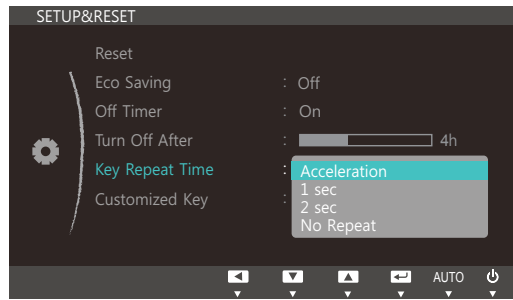 SETUP&RESET
Reset
Eco Saving : Off
Off Timer : On
Turn Off After : 4h
Key Repeat Time : Acceleration
1 sec
Customized Key :
2 sec
No Repeat
AUTO